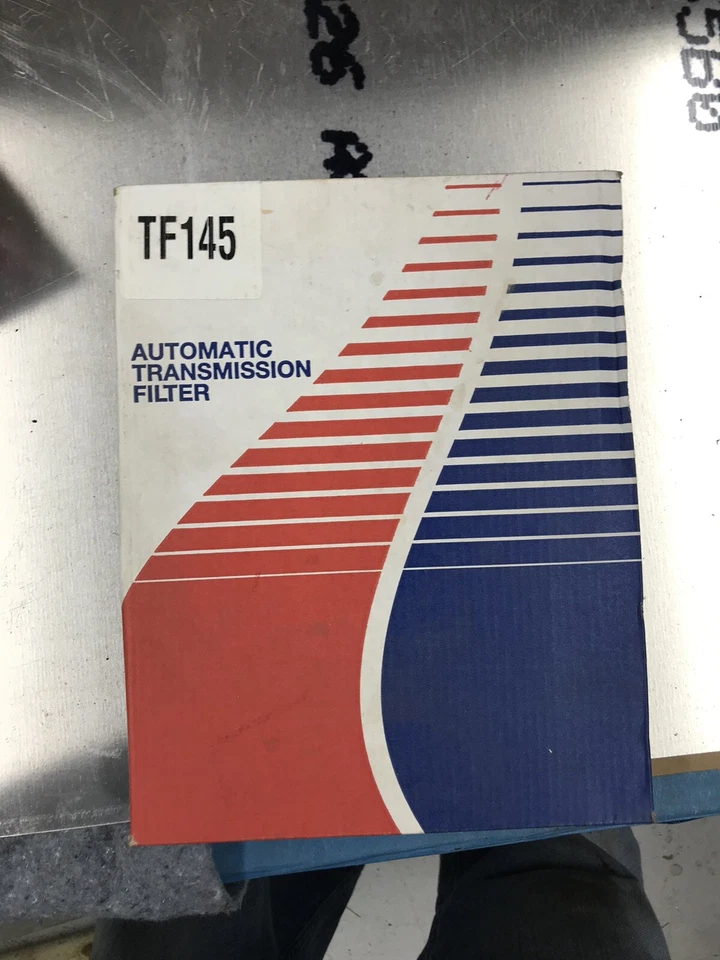 TF145
AUTOMATIC
TRANSMISSION
FILTER